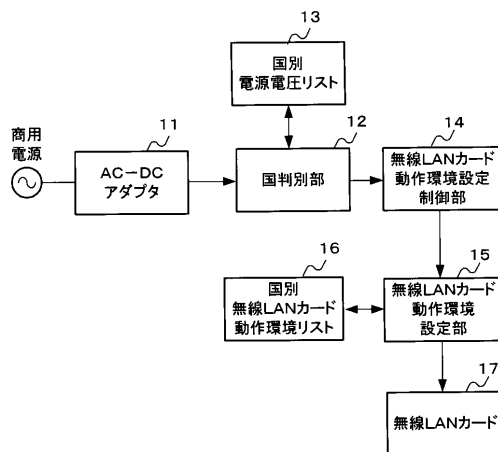 13
国別
電源電圧リスト
商用
電源
11
AC－DC
アダプタ
12
国判別部
14
無線LANカード
動作環境設定
制御部
16
国別
無線LANカード
動作環境リスト
15
無線LANカード
動作環境
設定部
17
無線LANカード